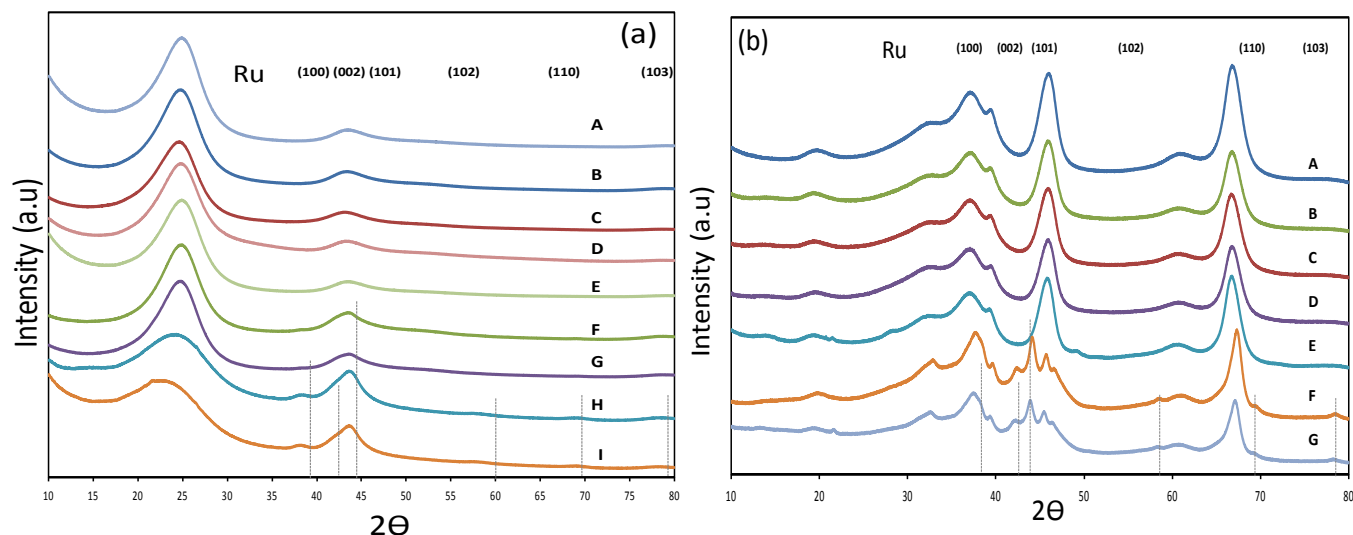 (a)
Ru (100) (002) (101) (102) (110) (103)
A
B
C
D
E
F
G
H
I
Intensity (a.u)
10 15 20 25 30 35 40 45 50 55 60 65 70 75 80
2Θ
(b)
Ru (100) (002) (101) (102) (110) (103)
A
B
C
D
E
F
G
Intensity (a.u)
10 20 30 40 50 60 70 80
2Θ